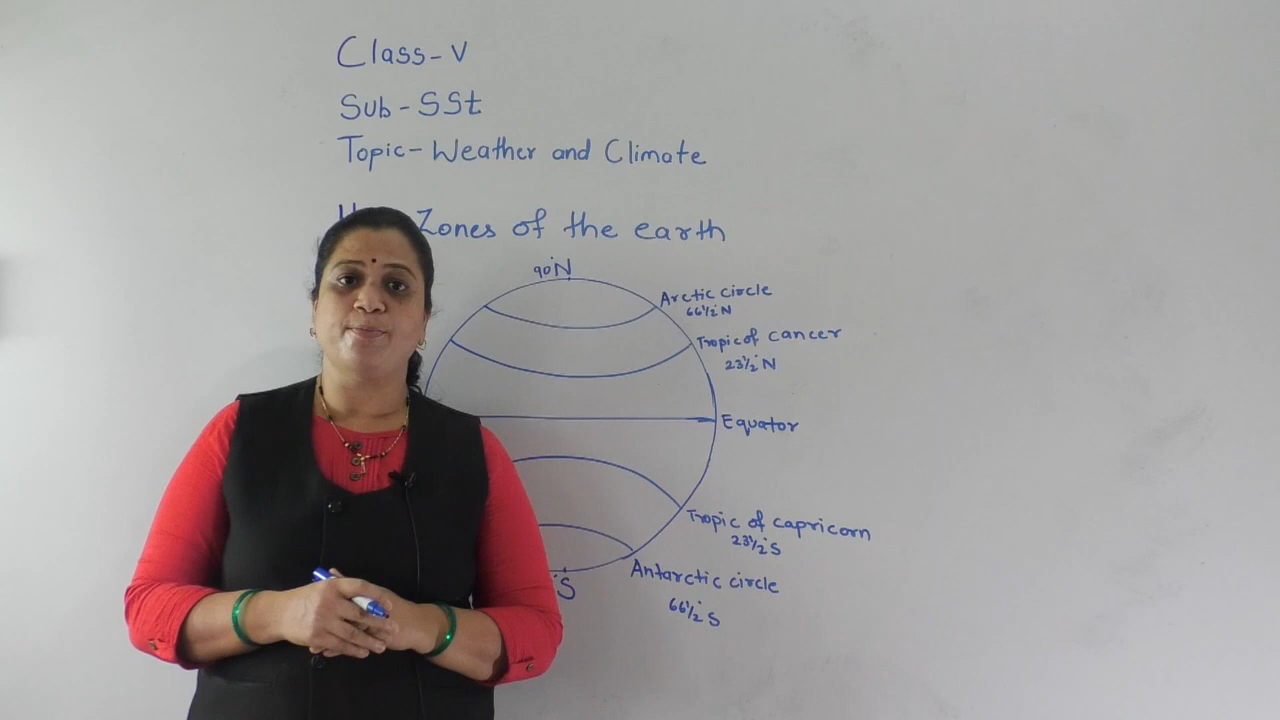 Class-V
Sub-SSt
Topic-Weather and Climate
Zones of the earth
90°N
Arctic circle
66½°N
Tropic of cancer
23½°N
Equator
Tropic of capricorn
23½°S
Antarctic circle
66½°S
°S